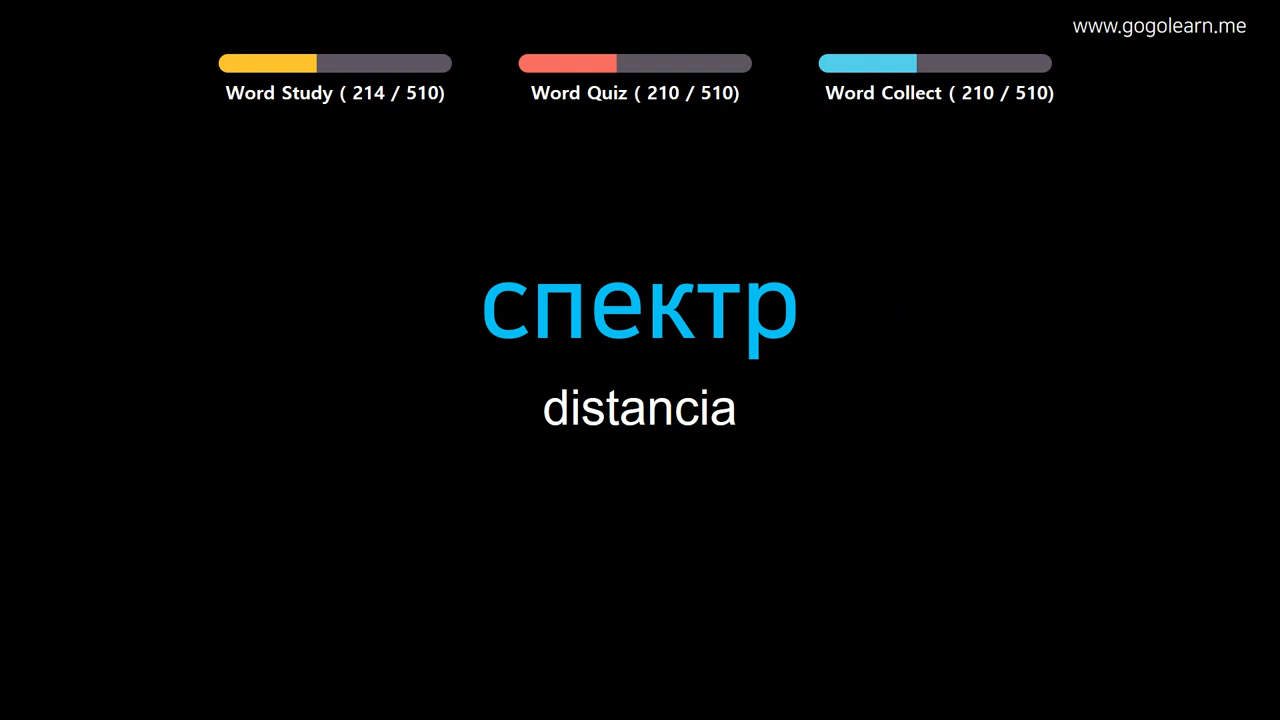 www.gogolearn.me
Word Study ( 214 / 510)
Word Quiz ( 210 / 510)
Word Collect ( 210 / 510)
спектр
distancia